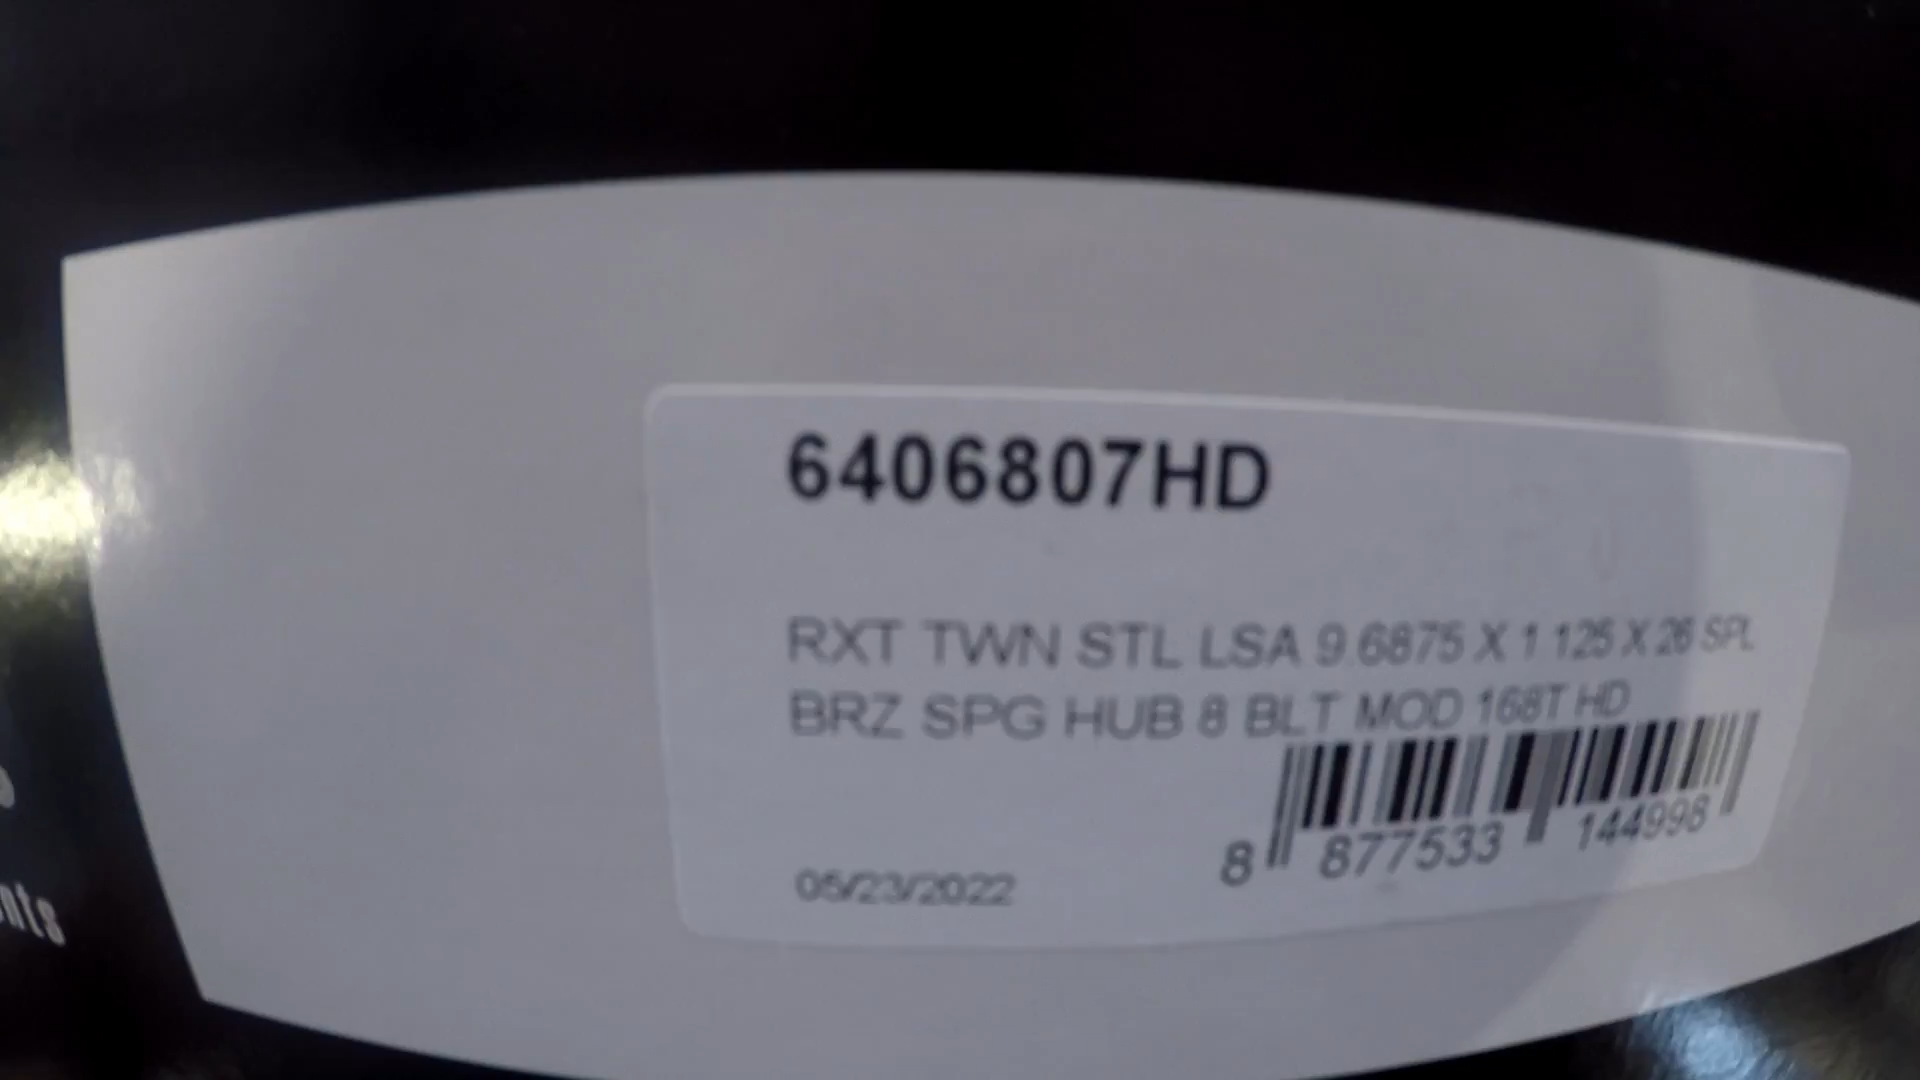 6406807HD
RXT TWN STL LSA 9.6875 X 1.125 X 26 SPL
BRZ SPG HUB 8 BLT MOD 168T HD
8 877533 144998
05/23/2022